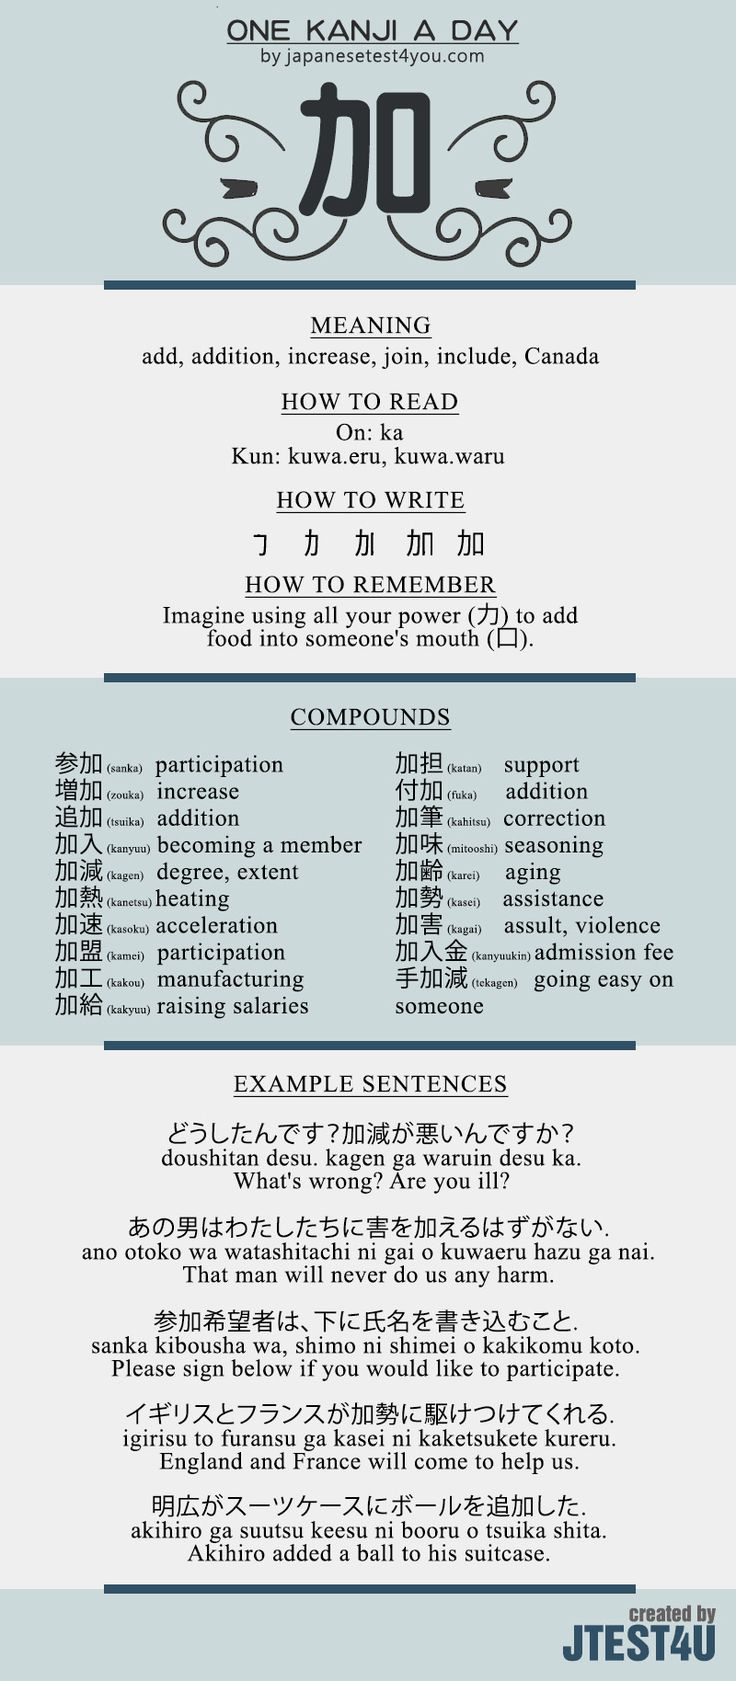 ONE KANJI A DAY
by japanesetest4you.com
加
MEANING
add, addition, increase, join, include, Canada
HOW TO READ
On: ka
Kun: kuwa.eru, kuwa.waru
HOW TO WRITE
㇆ 力 加 加 加
HOW TO REMEMBER
Imagine using all your power (力) to add
food into someone's mouth (口).
COMPOUNDS
参加 (sanka) participation
増加 (zouka) increase
追加 (tsuika) addition
加入 (kanyuu) becoming a member
加減 (kagen) degree, extent
加熱 (kanetsu) heating
加速 (kasoku) acceleration
加盟 (kamei) participation
加工 (kakou) manufacturing
加給 (kakyuu) raising salaries
加担 (katan) support
付加 (fuka) addition
加筆 (kahitsu) correction
加味 (mitooshi) seasoning
加齢 (karei) aging
加勢 (kasei) assistance
加害 (kagai) assult, violence
加入金 (kanyuukin) admission fee
手加減 (tekagen) going easy on
someone
EXAMPLE SENTENCES
どうしたんです？加減が悪いんですか？
doushitan desu. kagen ga waruin desu ka.
What's wrong? Are you ill?
あの男はわたしたちに害を加えるはずがない.
ano otoko wa watashitachi ni gai o kuwaeru hazu ga nai.
That man will never do us any harm.
参加希望者は、下に氏名を書き込むこと.
sanka kibousha wa, shimo ni shimei o kakikomu koto.
Please sign below if you would like to participate.
イギリスとフランスが加勢に駆けつけてくれる.
igirisu to furansu ga kasei ni kaketsukete kureru.
England and France will come to help us.
明広がスーツケースにボールを追加した.
akihiro ga suutsu keesu ni booru o tsuika shita.
Akihiro added a ball to his suitcase.
created by
JTEST4U